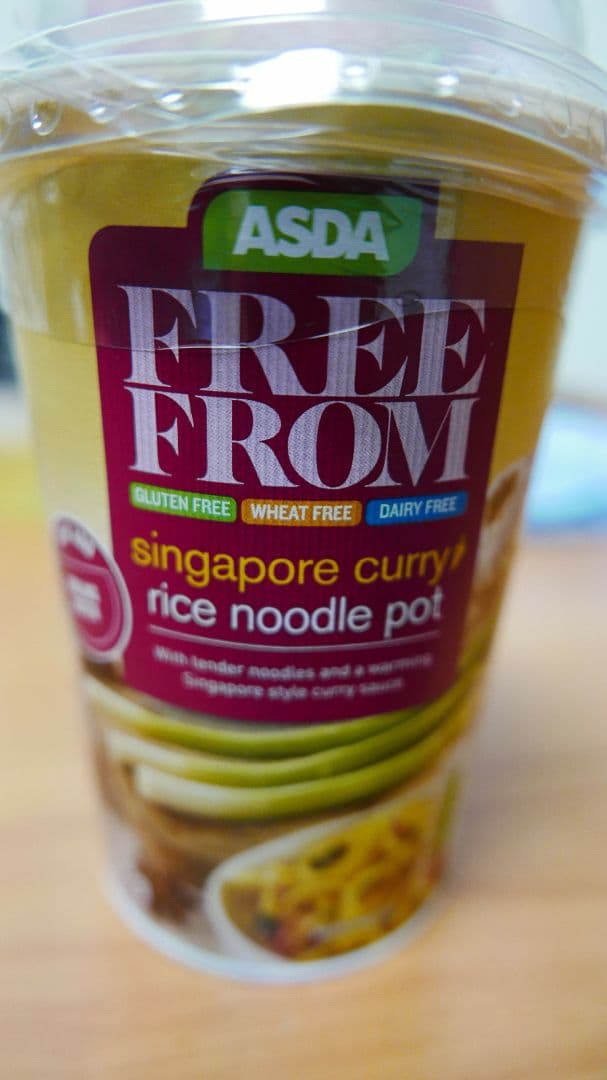 ASDA
FREE
FROM
GLUTEN FREE WHEAT FREE DAIRY FREE
singapore curry
rice noodle pot
With tender noodles and a warming
Singapore style curry sauce